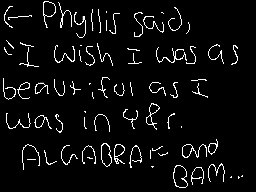 ← Phyllis said,
"I wish I was as
beautiful as I
was in Y&r.
ALGABRA!" and
BAM...